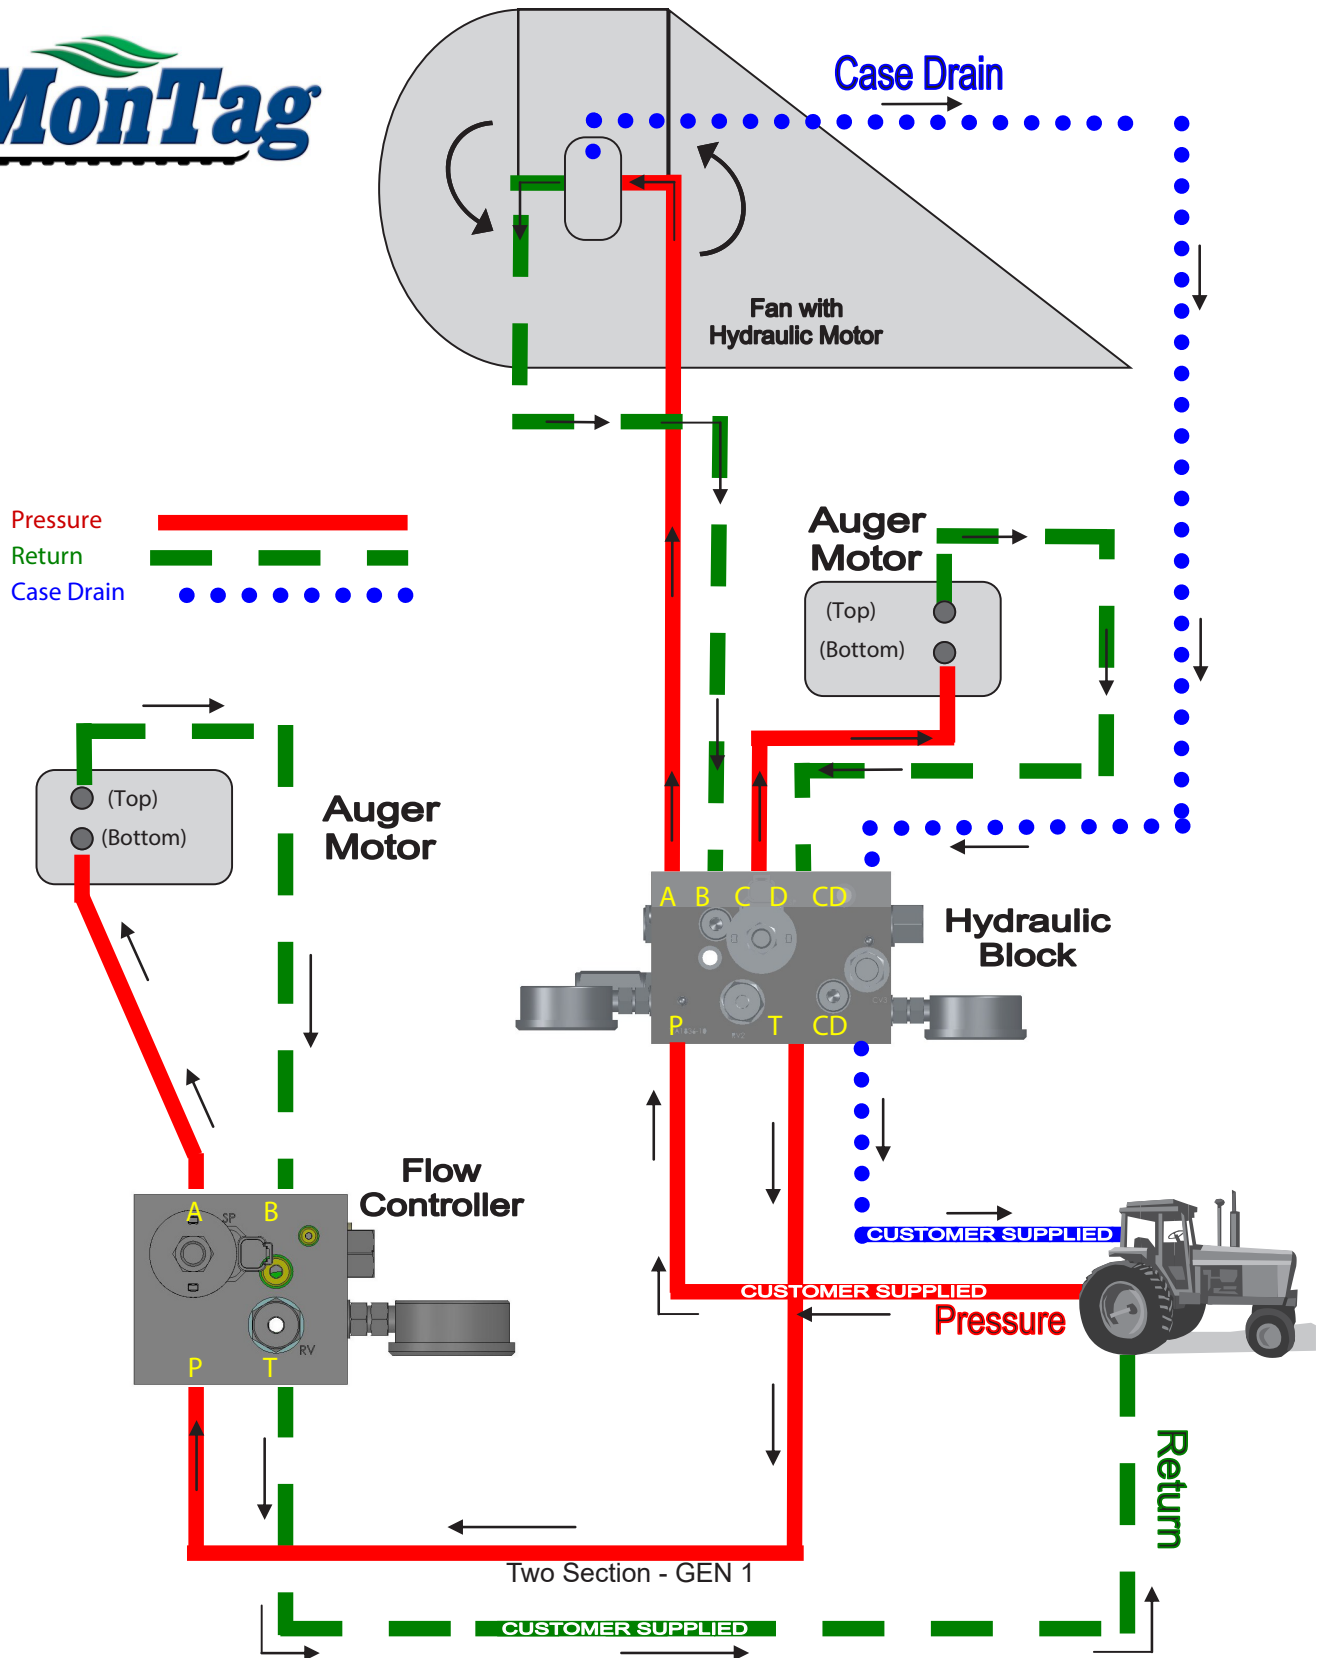 MonTag
Case Drain
Fan with
Hydraulic Motor
Pressure
Return
Case Drain
Auger
Motor
(Top)
(Bottom)
(Top)
(Bottom)
Auger
Motor
A B C D CD
Hydraulic
Block
P T CD
Flow
Controller
A B
SP
RV
P T
CUSTOMER SUPPLIED
CUSTOMER SUPPLIED
Pressure
Return
Two Section - GEN 1
CUSTOMER SUPPLIED